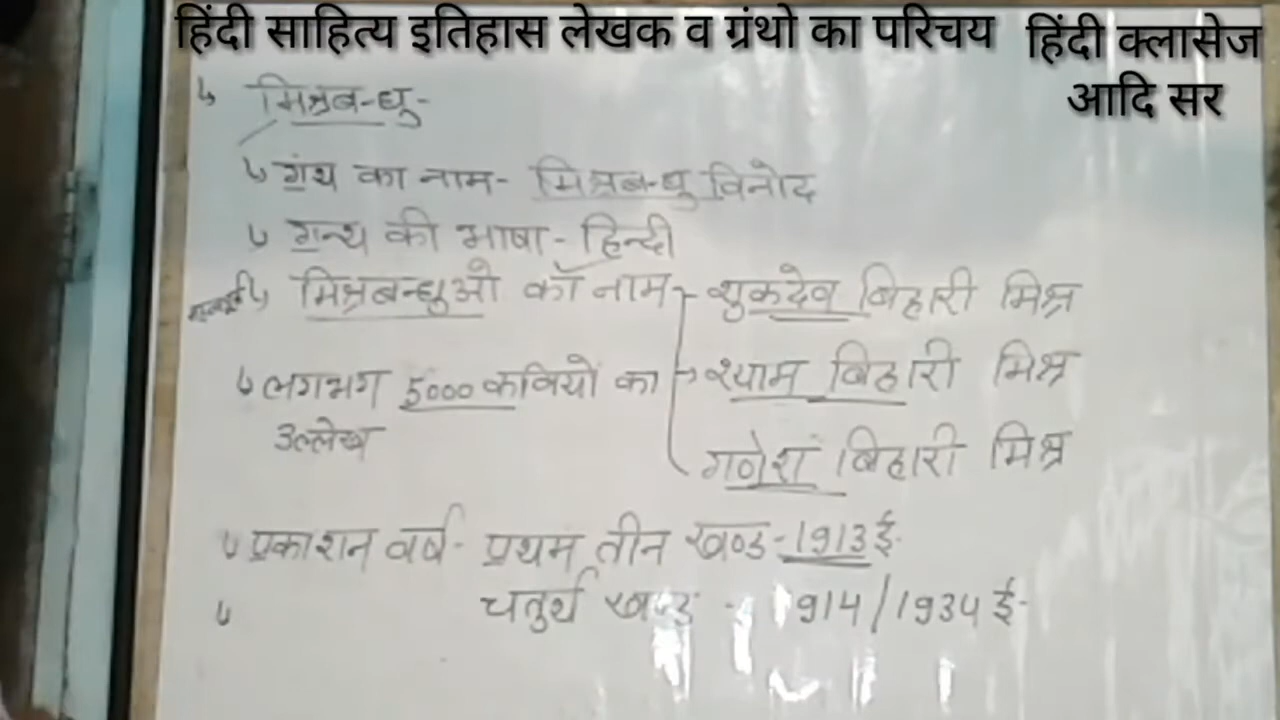 हिंदी साहित्य इतिहास लेखक व ग्रंथो का परिचय
हिंदी क्लासेज
आदि सर
मिश्रबन्धु-
ग्रंथ का नाम- मिश्रबन्धु विनोद
ग्रन्थ की भाषा- हिन्दी
मिश्रबन्धुओ का नाम - शुकदेव बिहारी मिश्र
श्याम बिहारी मिश्र
गणेश बिहारी मिश्र
लगभग 5000 कवियों का
उल्लेख
प्रकाशन वर्ष- प्रथम तीन खण्ड - 1913 ई.
चतुर्थ खण्ड - 1914/1934 ई-